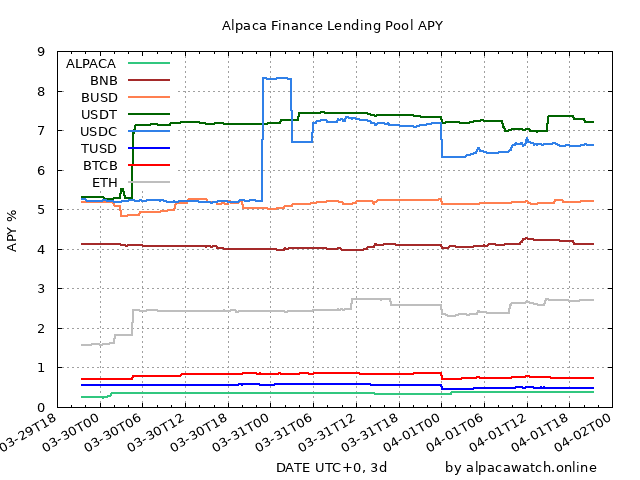 Alpaca Finance Lending Pool APY
9
8
7
6
5
4
3
2
1
0
APY %
ALPACA
BNB
BUSD
USDT
USDC
TUSD
BTCB
ETH
03-29T18
03-30T00
03-30T06
03-30T12
03-30T18
03-31T00
03-31T06
03-31T12
03-31T18
04-01T00
04-01T06
04-01T12
04-01T18
04-02T00
DATE UTC+0, 3d
by alpacawatch.online